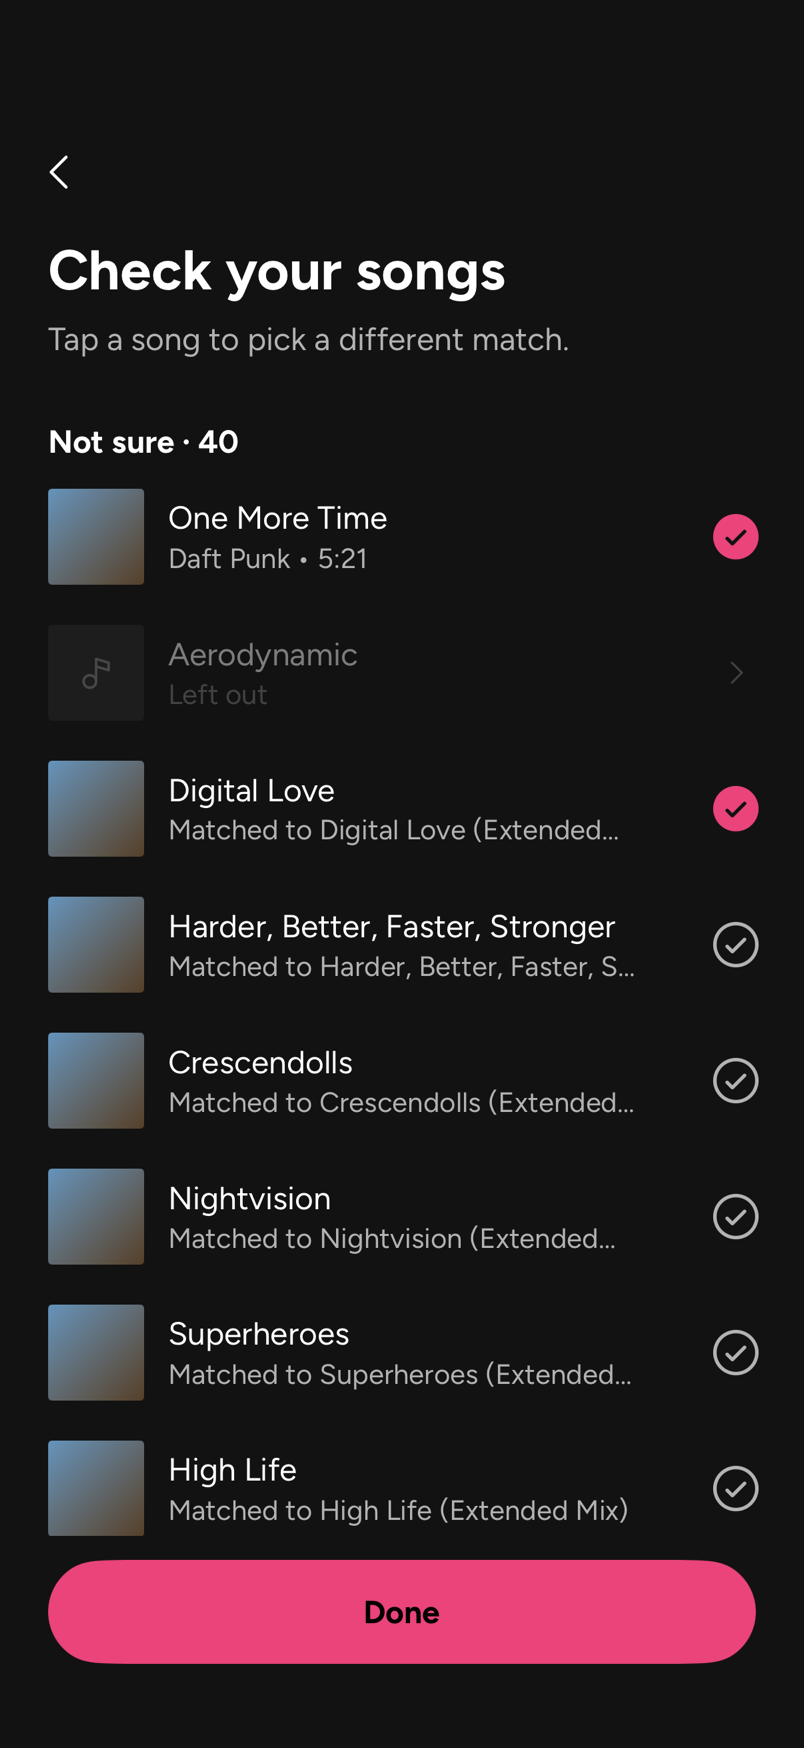 Check your songs
Tap a song to pick a different match.
Not sure · 40
One More Time
Daft Punk • 5:21
Aerodynamic
Left out
Digital Love
Matched to Digital Love (Extended...
Harder, Better, Faster, Stronger
Matched to Harder, Better, Faster, S...
Crescendolls
Matched to Crescendolls (Extended...
Nightvision
Matched to Nightvision (Extended...
Superheroes
Matched to Superheroes (Extended...
High Life
Matched to High Life (Extended Mix)
Done